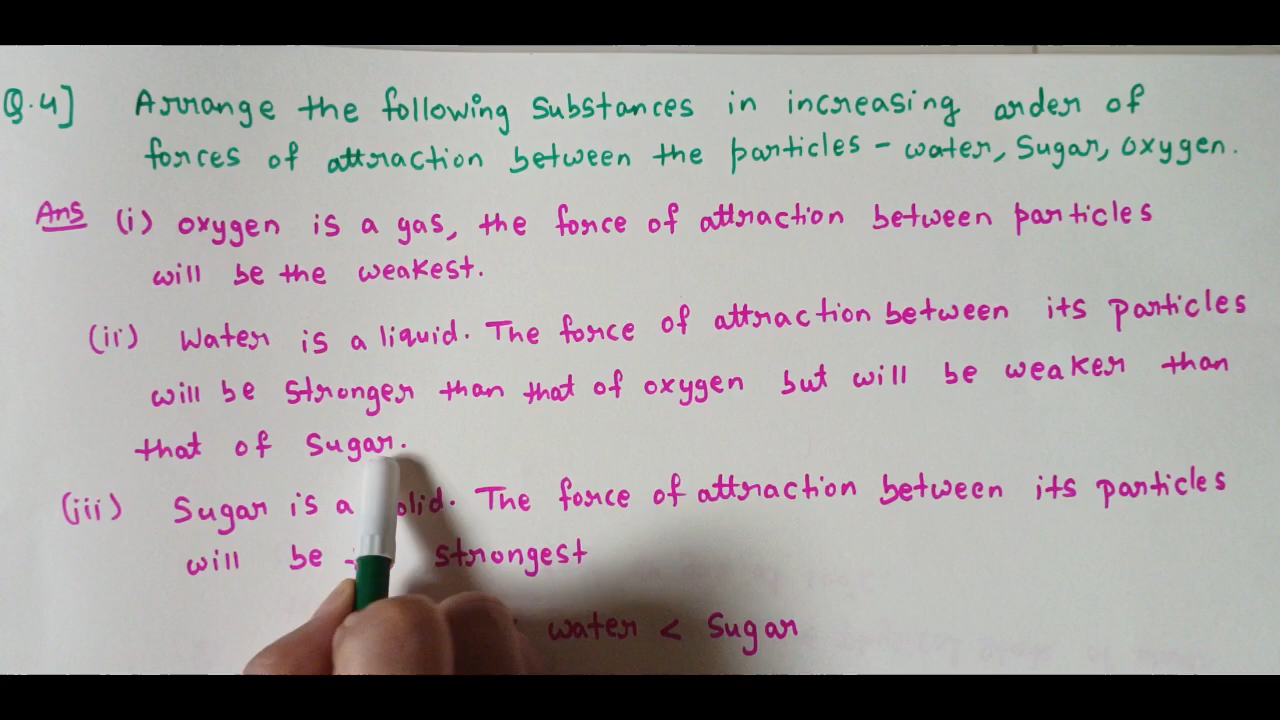 Q.4] Arrange the following substances in increasing order of
forces of attraction between the particles - water, sugar, oxygen.
Ans (i) oxygen is a gas, the force of attraction between particles
will be the weakest.
(ii) Water is a liquid. The force of attraction between its particles
will be stronger than that of oxygen but will be weaker than
that of sugar.
(iii) Sugar is a olid. The force of attraction between its particles
will be strongest
water < sugar